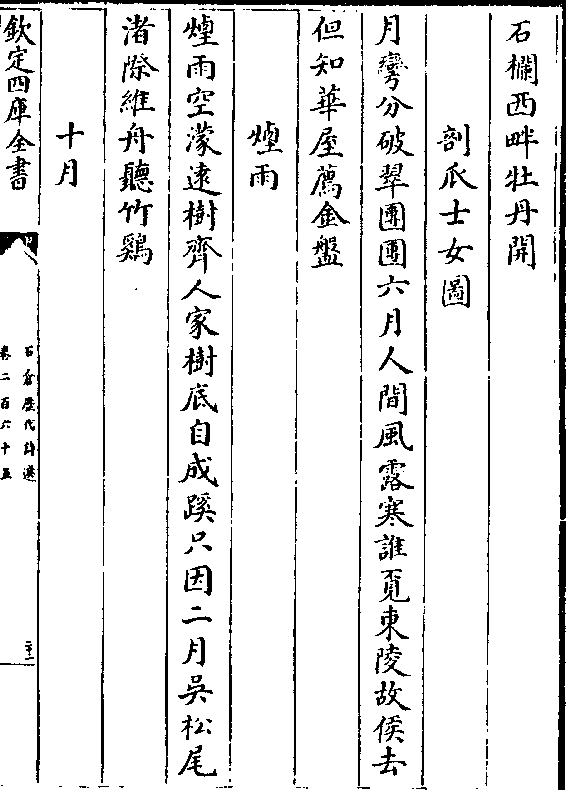 石欄西畔牡丹開
剖瓜士女圖
月彎分破翠團團六月人間風露寒誰覓東陵故侯去
但知華屋薦金盤
煙雨
煙雨空濛遠樹齊人家樹底自成蹊只因二月吳松尾
渚際維舟聽竹鷄
十月
欽定四庫全書
石倉歷代詩選
卷二百六十五